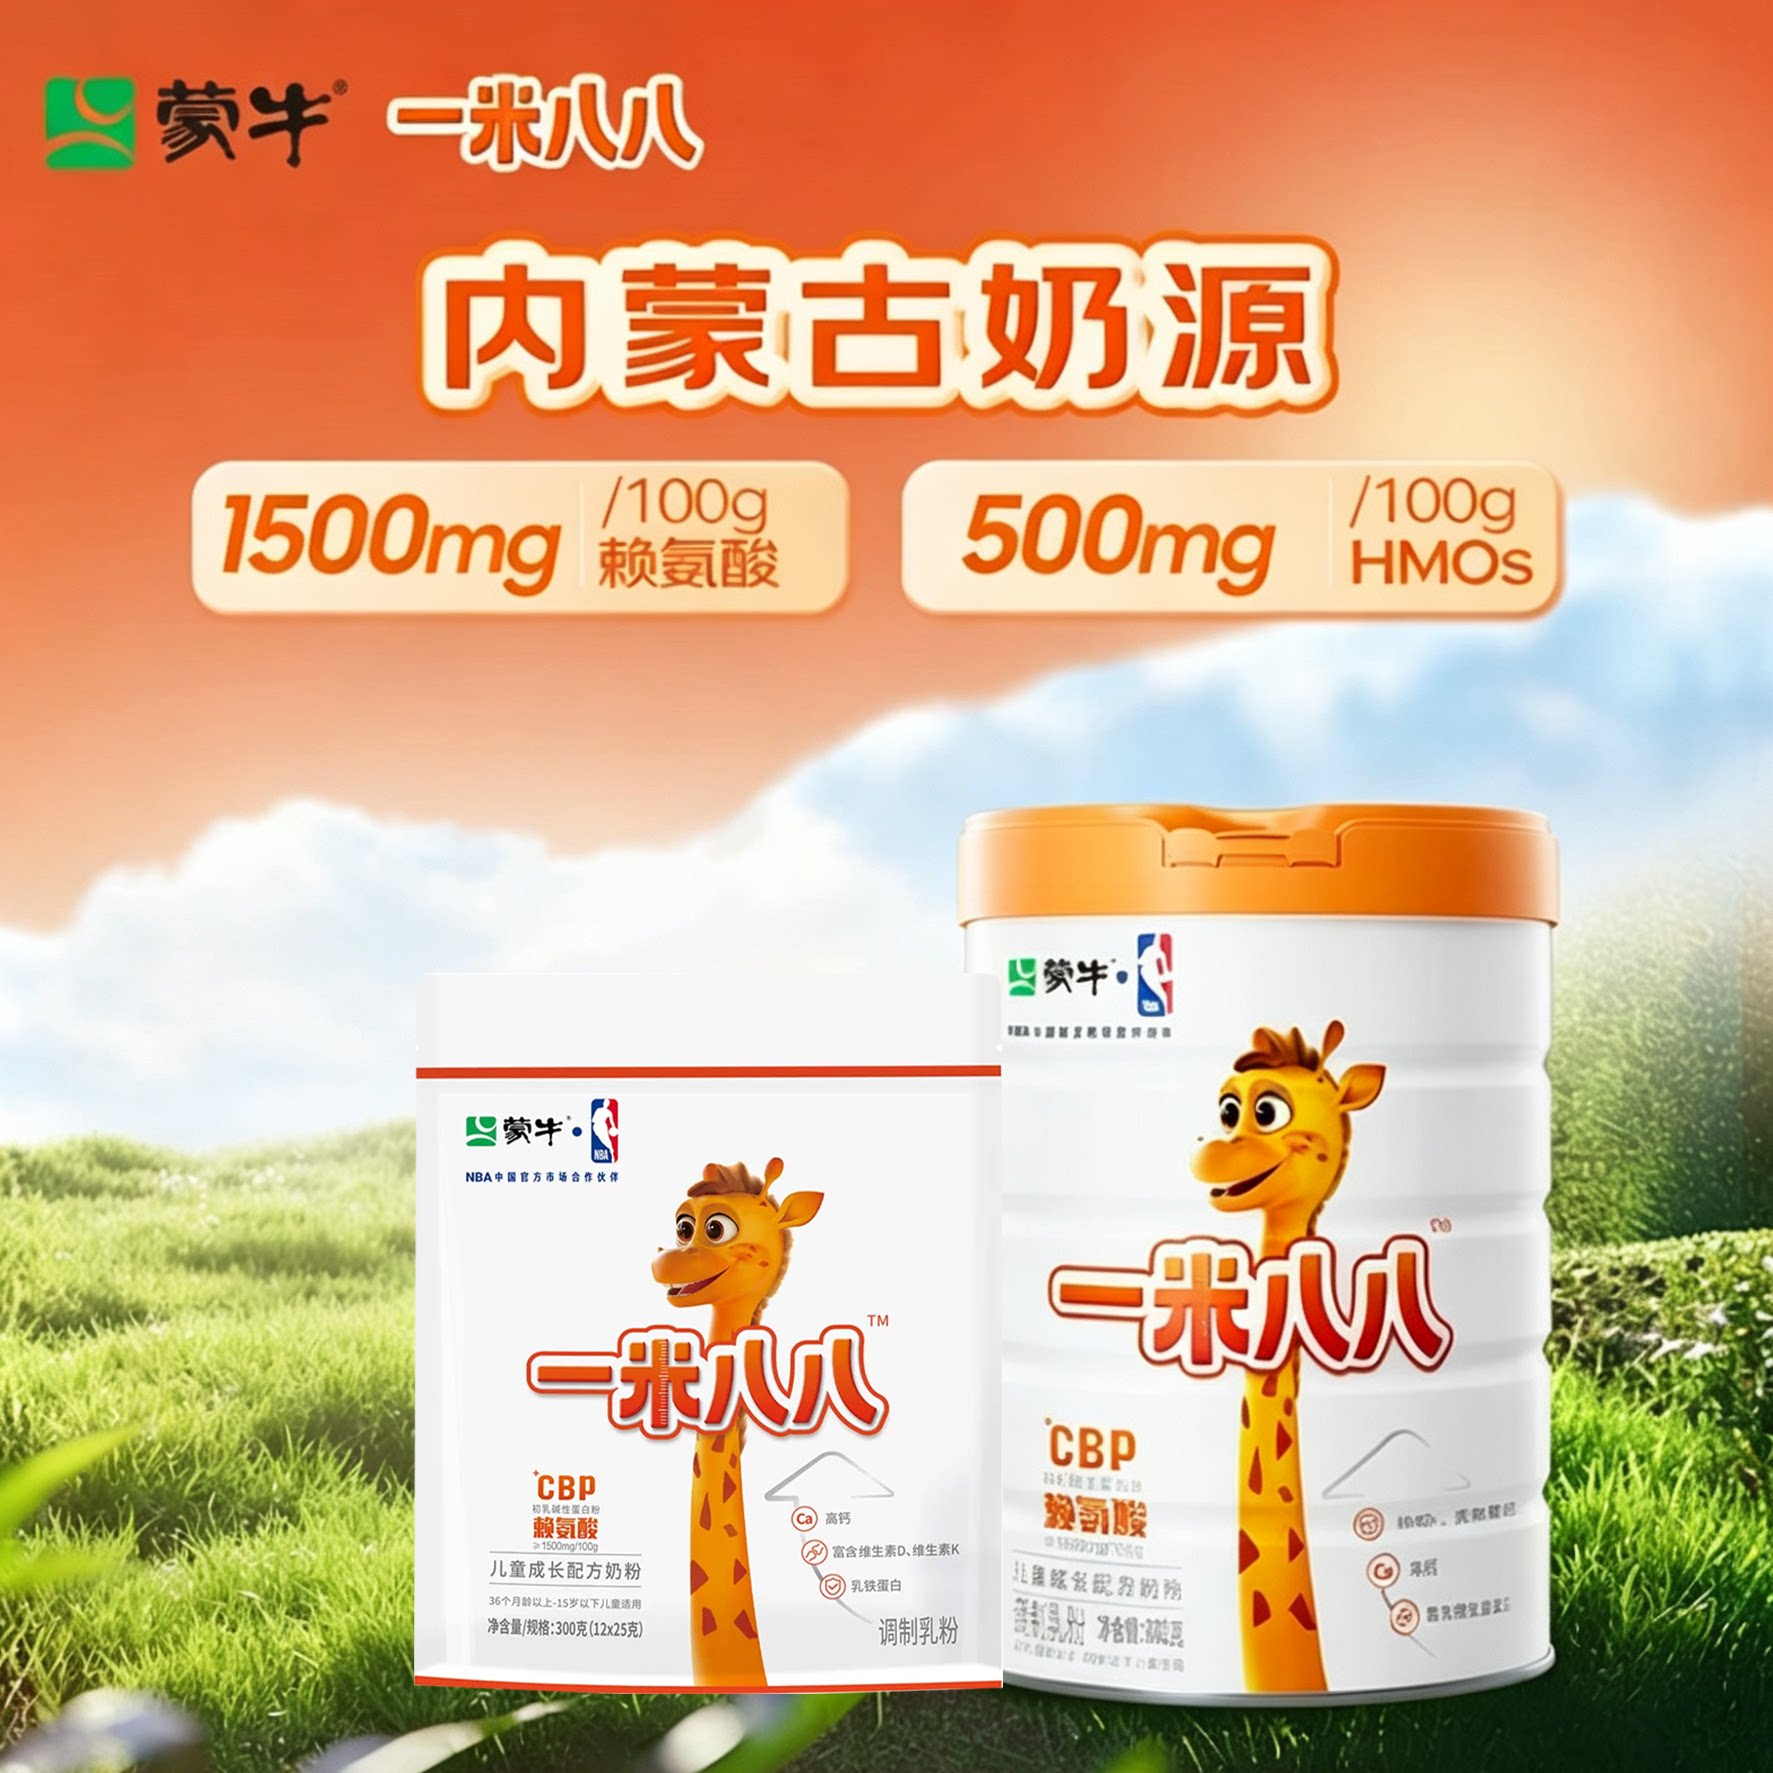 蒙牛® 一米八八
内蒙古奶源
1500mg /100g 赖氨酸
500mg /100g HMOs
蒙牛® · NBA
NBA中国官方市场合作伙伴
一米八八™
CBP
初乳碱性蛋白粉
赖氨酸
≥1500mg/100g
儿童成长配方奶粉
36个月龄以上-15岁以下儿童适用
净含量/规格:300克(12x25克)
Ca 高钙
富含维生素D、维生素K
乳铁蛋白
调制乳粉
蒙牛
一米八八
CBP
赖氨酸